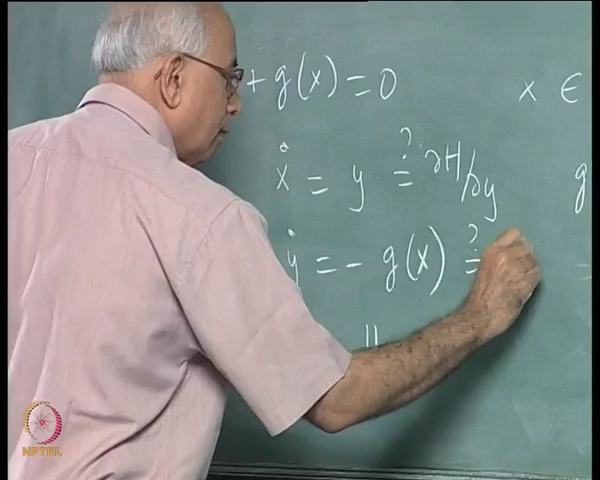 + g(x) = 0
x ∈
ẋ = y ≟ ∂H/∂y
g
ẏ = - g(x) ≟
NPTEL